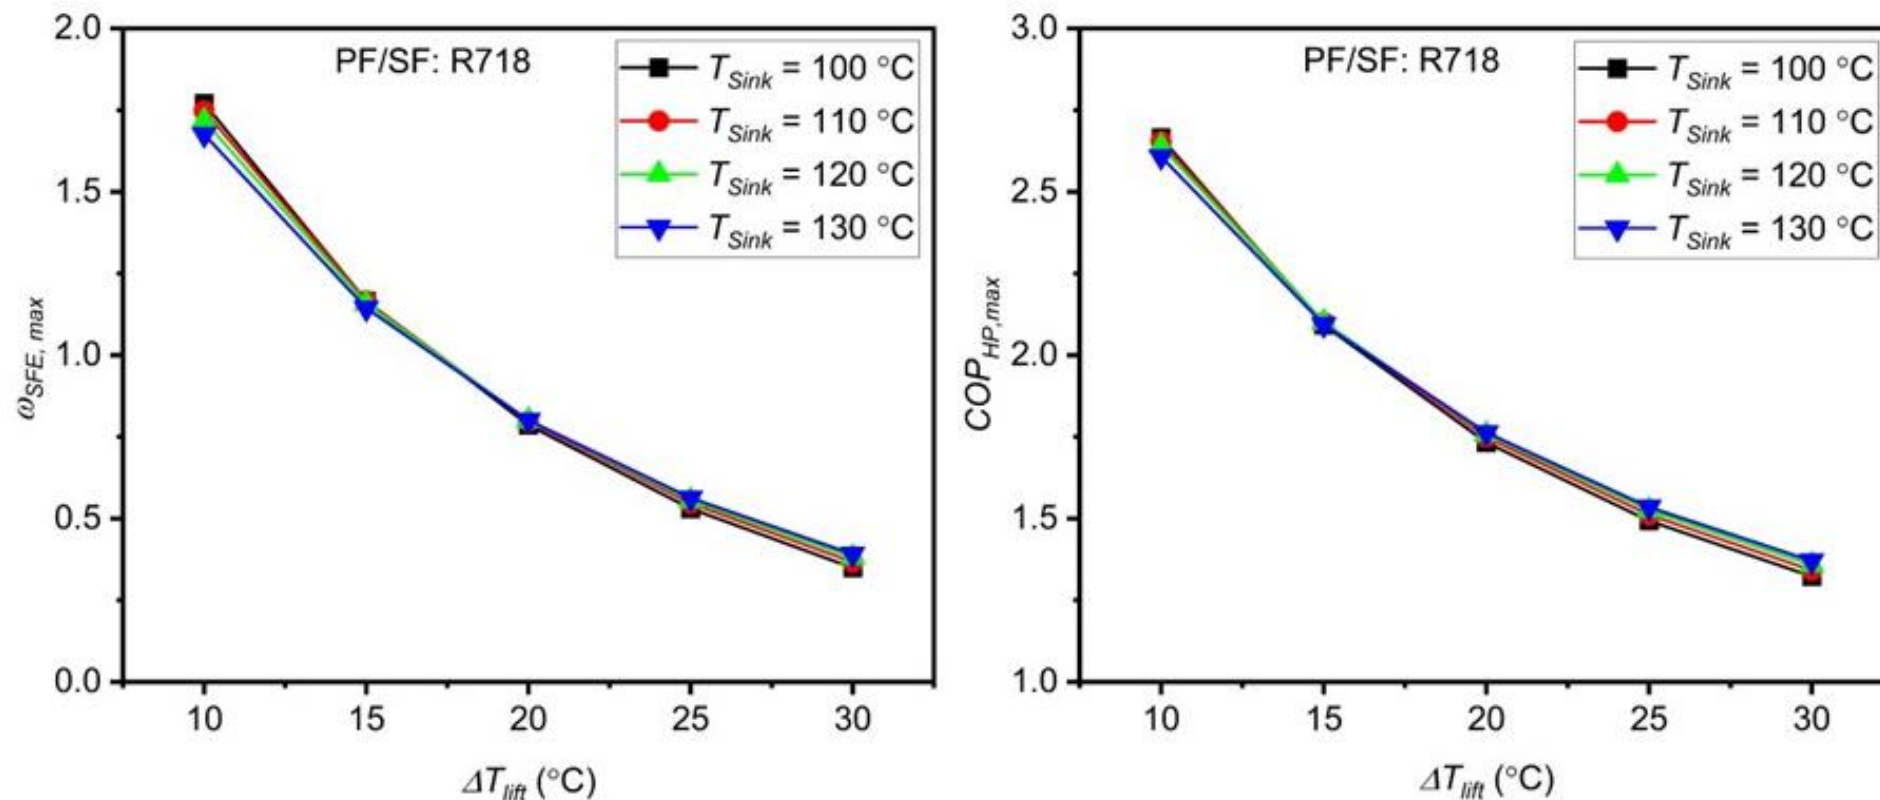 PF/SF: R718
T_Sink = 100 °C
T_Sink = 110 °C
T_Sink = 120 °C
T_Sink = 130 °C
2.0
1.5
1.0
0.5
0.0
ω_SFE, max
10 15 20 25 30
ΔT_lift (°C)
PF/SF: R718
T_Sink = 100 °C
T_Sink = 110 °C
T_Sink = 120 °C
T_Sink = 130 °C
3.0
2.5
2.0
1.5
1.0
COP_HP,max
10 15 20 25 30
ΔT_lift (°C)